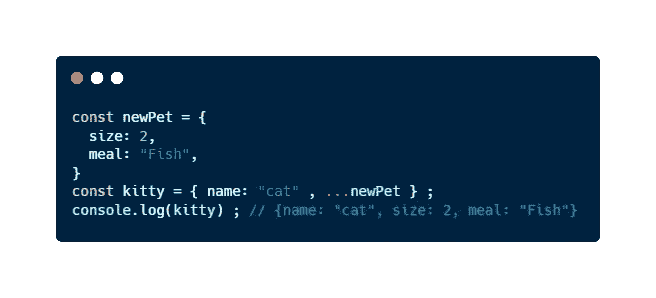 const newPet = {
  size: 2,
  meal: "Fish",
}
const kitty = { name: "cat" , ...newPet } ;
console.log(kitty) ; // {name: "cat", size: 2, meal: "Fish"}